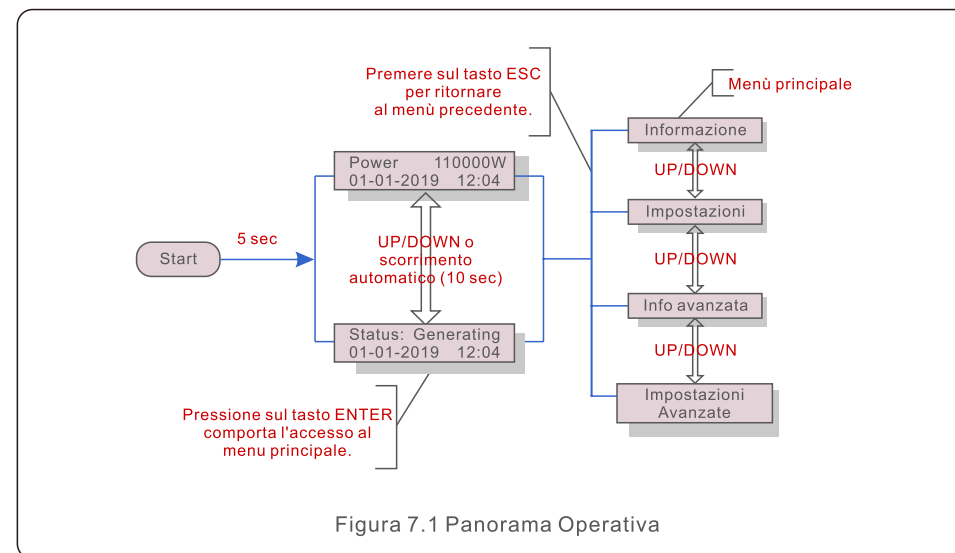 Premere sul tasto ESC
per ritornare
al menù precedente.
Menù principale
Informazione
UP/DOWN
Impostazioni
UP/DOWN
Info avanzata
UP/DOWN
Impostazioni
Avanzate
Power 110000W
01-01-2019 12:04
Start
5 sec
UP/DOWN o
scorrimento
automatico (10 sec)
Status: Generating
01-01-2019 12:04
Pressione sul tasto ENTER
comporta l'accesso al
menu principale.
Figura 7.1 Panorama Operativa